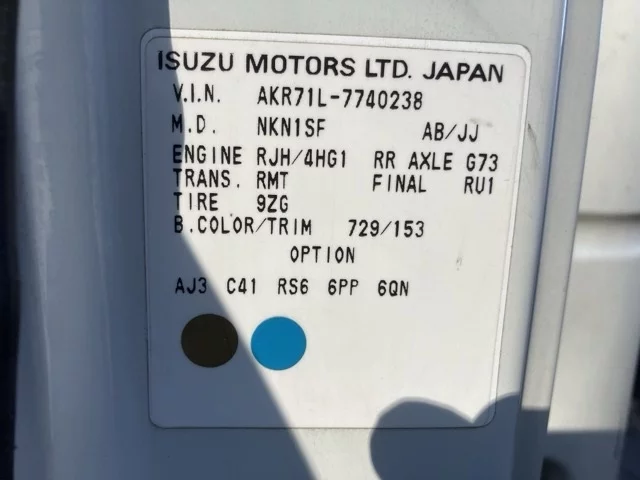 ISUZU MOTORS LTD. JAPAN
V.I.N. AKR71L-7740238
M.D. NKN1SF AB/JJ
ENGINE RJH/4HG1 RR AXLE G73
TRANS. RMT FINAL RU1
TIRE 9ZG
B.COLOR/TRIM 729/153
OPTION
AJ3 C41 RS6 6PP 6QN